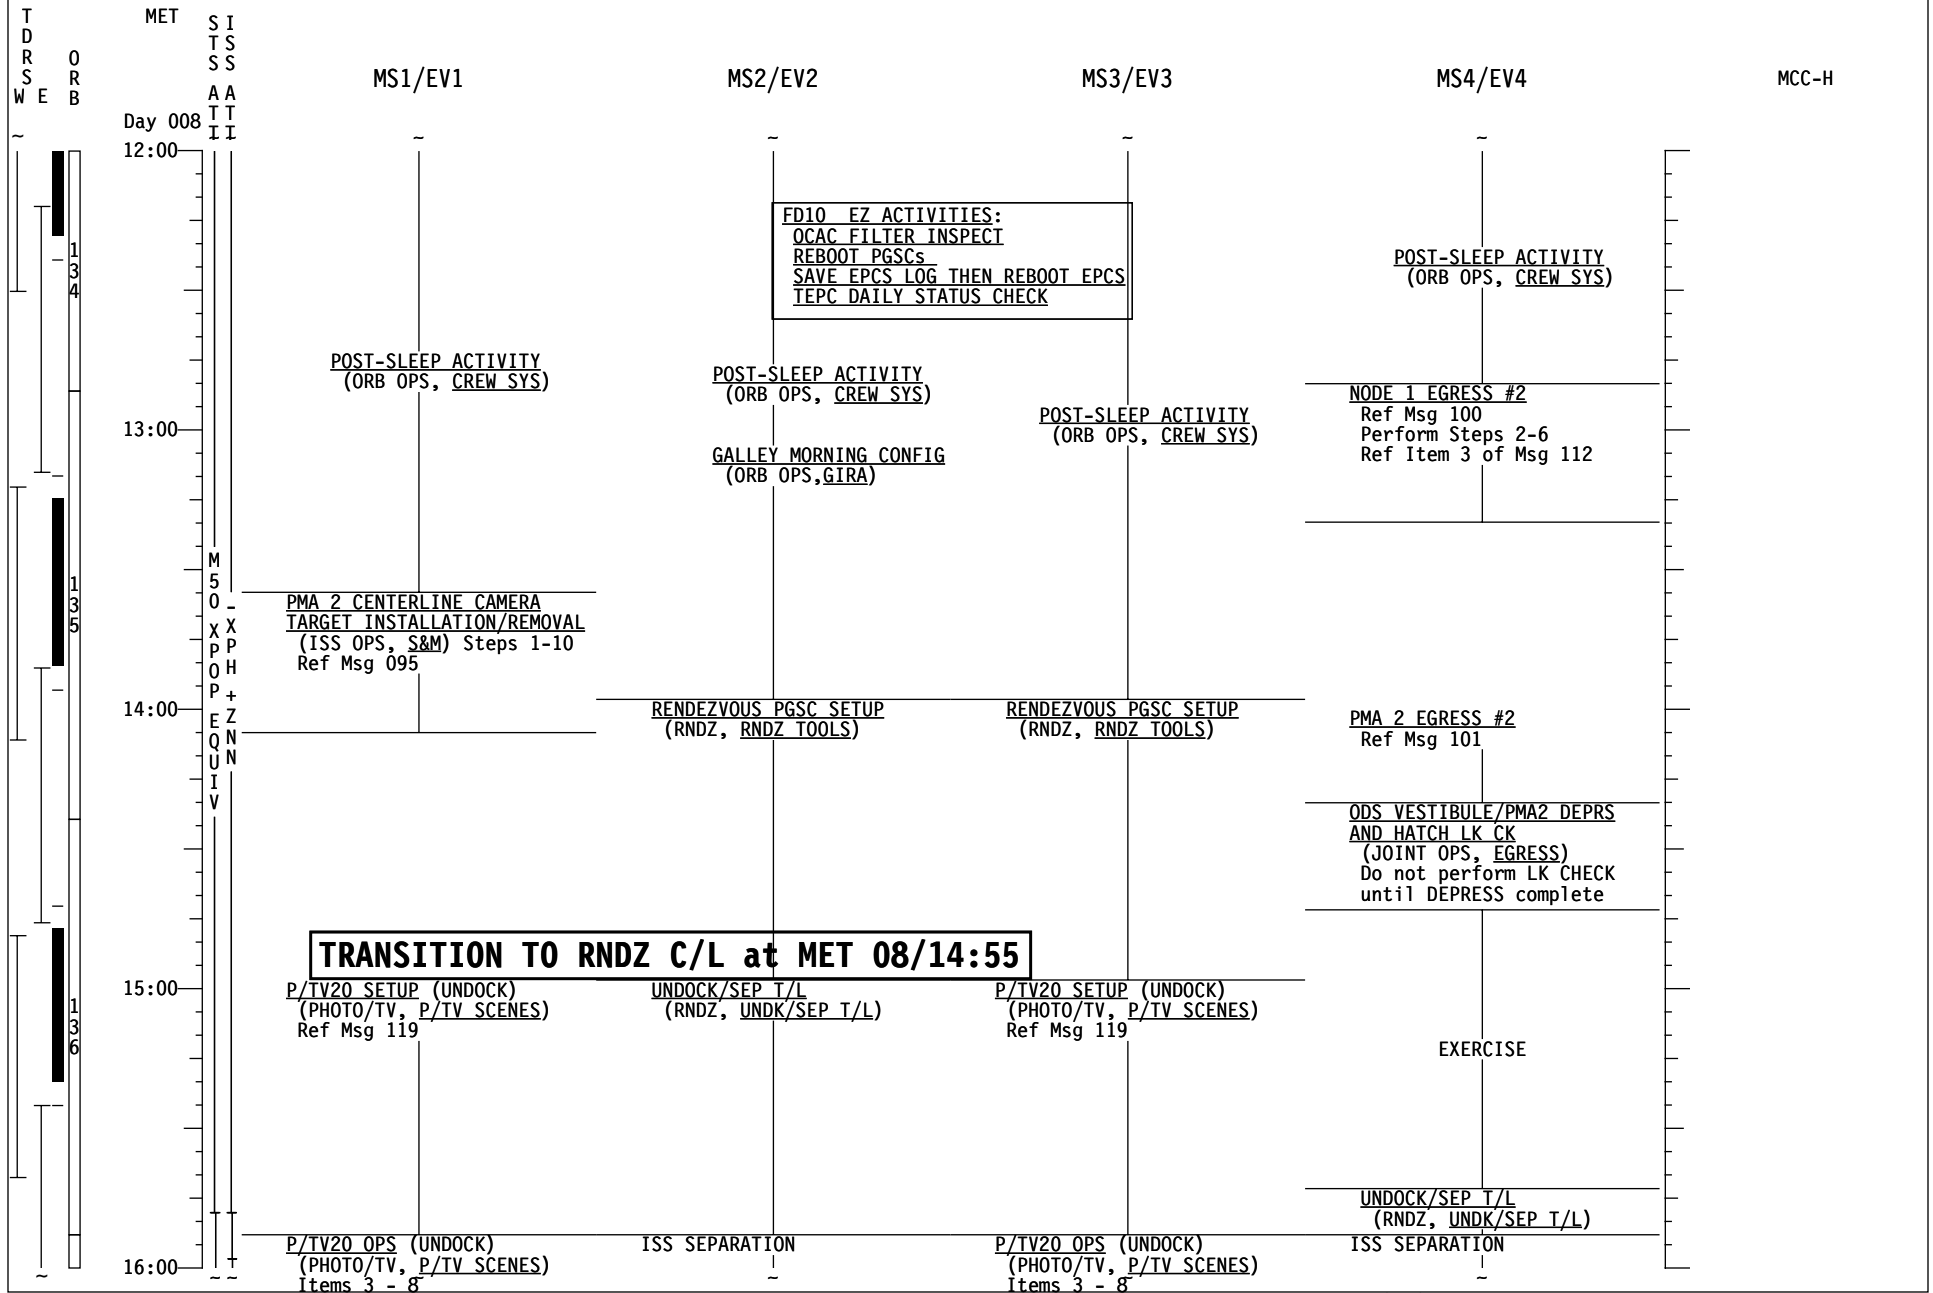 TDRS
W E
ORB
MET
STS ATT
ISS ATT
MS1/EV1
MS2/EV2
MS3/EV3
MS4/EV4
MCC-H
Day 008
12:00
13:00
14:00
15:00
16:00
134
135
136
M50 XPOP EQUIV
-XPH +ZNN
POST-SLEEP ACTIVITY
(ORB OPS, CREW SYS)
PMA 2 CENTERLINE CAMERA
TARGET INSTALLATION/REMOVAL
(ISS OPS, S&M) Steps 1-10
Ref Msg 095
TRANSITION TO RNDZ C/L at MET 08/14:55
P/TV20 SETUP (UNDOCK)
(PHOTO/TV, P/TV SCENES)
Ref Msg 119
P/TV20 OPS (UNDOCK)
(PHOTO/TV, P/TV SCENES)
Items 3 - 8
FD10 EZ ACTIVITIES:
OCAC FILTER INSPECT
REBOOT PGSCs
SAVE EPCS LOG THEN REBOOT EPCS
TEPC DAILY STATUS CHECK
POST-SLEEP ACTIVITY
(ORB OPS, CREW SYS)
GALLEY MORNING CONFIG
(ORB OPS,GIRA)
RENDEZVOUS PGSC SETUP
(RNDZ, RNDZ TOOLS)
UNDOCK/SEP T/L
(RNDZ, UNDK/SEP T/L)
ISS SEPARATION
POST-SLEEP ACTIVITY
(ORB OPS, CREW SYS)
RENDEZVOUS PGSC SETUP
(RNDZ, RNDZ TOOLS)
P/TV20 SETUP (UNDOCK)
(PHOTO/TV, P/TV SCENES)
Ref Msg 119
P/TV20 OPS (UNDOCK)
(PHOTO/TV, P/TV SCENES)
Items 3 - 8
POST-SLEEP ACTIVITY
(ORB OPS, CREW SYS)
NODE 1 EGRESS #2
Ref Msg 100
Perform Steps 2-6
Ref Item 3 of Msg 112
PMA 2 EGRESS #2
Ref Msg 101
ODS VESTIBULE/PMA2 DEPRS
AND HATCH LK CK
(JOINT OPS, EGRESS)
Do not perform LK CHECK
until DEPRESS complete
EXERCISE
UNDOCK/SEP T/L
(RNDZ, UNDK/SEP T/L)
ISS SEPARATION